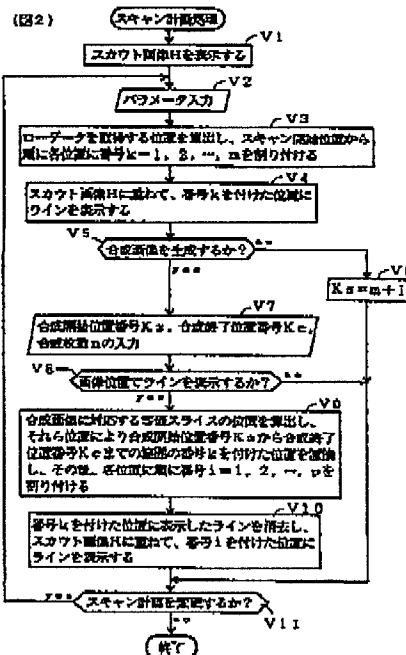 (図2)
スキャン計画処理
V1
スカウト画像Hを表示する
V2
パラメータ入力
V3
ローデータを取得する位置を算出し、スキャン開始位置から
順に各位置に番号k=1, 2, …, mを割り付ける
V4
スカウト画像Hに重ねて、番号kを付けた位置に
ラインを表示する
V5
合成画像を生成するか?
no
yes
Ks=m+1
V7
合成開始位置番号Ks、合成終了位置番号Ke、
合成枚数nの入力
V8
画像位置でラインを表示するか?
no
yes
V9
合成画像に対応する等価スライスの位置を算出し、
それら位置により合成開始位置番号Ksから合成終了
位置番号Keまでの範囲の番号kを付けた位置を置換
し、その後、各位置に順に番号i=1, 2, …, pを
割り付ける
V10
番号kを付けた位置に表示したラインを消去し、
スカウト画像Hに重ねて、番号iを付けた位置に
ラインを表示する
yes
スキャン計画を変更するか?
V11
no
終了